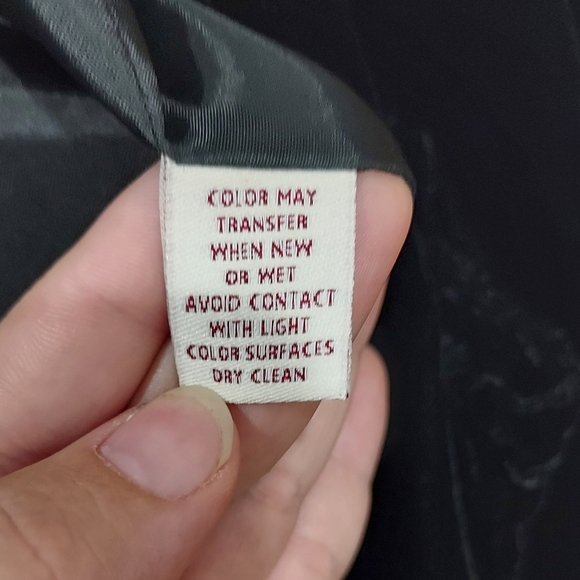 COLOR MAY
TRANSFER
WHEN NEW
OR WET
AVOID CONTACT
WITH LIGHT
COLOR SURFACES
DRY CLEAN